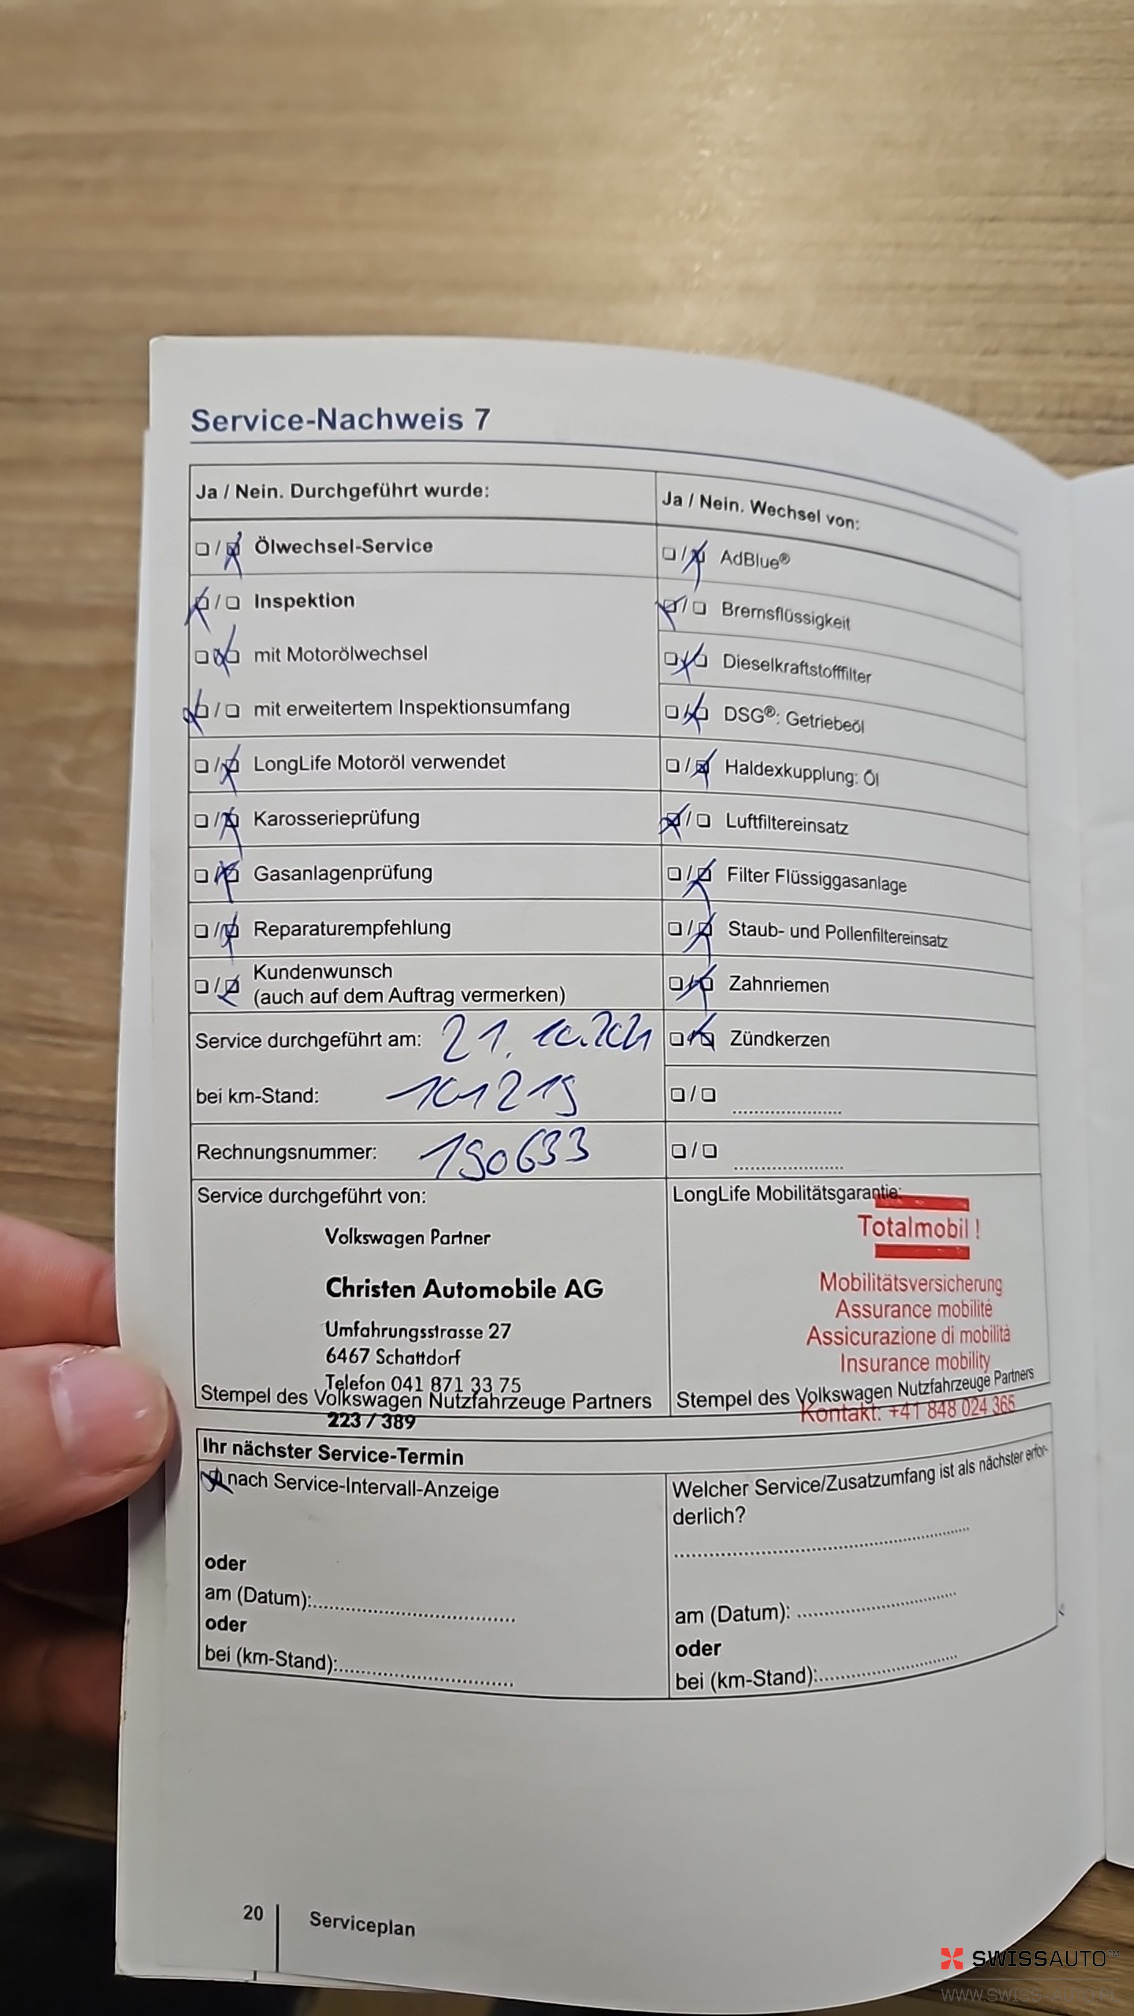 Service-Nachweis 7
Ja / Nein. Durchgeführt wurde:
Ölwechsel-Service
Inspektion
mit Motorölwechsel
mit erweitertem Inspektionsumfang
LongLife Motoröl verwendet
Karosserieprüfung
Gasanlagenprüfung
Reparaturempfehlung
Kundenwunsch
(auch auf dem Auftrag vermerken)
Service durchgeführt am: 21.10.2021
bei km-Stand: 101219
Rechnungsnummer: 190633
Ja / Nein. Wechsel von:
AdBlue®
Bremsflüssigkeit
Dieselkraftstofffilter
DSG®: Getriebeöl
Haldexkupplung: Öl
Luftfiltereinsatz
Filter Flüssiggasanlage
Staub- und Pollenfiltereinsatz
Zahnriemen
Zündkerzen
Service durchgeführt von:
Volkswagen Partner
Christen Automobile AG
Umfahrungsstrasse 27
6467 Schattdorf
Telefon 041 871 33 75
Stempel des Volkswagen Nutzfahrzeuge Partners
223 / 389
LongLife Mobilitätsgarantie:
Totalmobil !
Mobilitätsversicherung
Assurance mobilité
Assicurazione di mobilità
Insurance mobility
Stempel des Volkswagen Nutzfahrzeuge Partners
Kontakt: +41 848 024 365
Ihr nächster Service-Termin
nach Service-Intervall-Anzeige
oder
am (Datum):
oder
bei (km-Stand):
Welcher Service/Zusatzumfang ist als nächster erfor-
derlich?
am (Datum):
oder
bei (km-Stand):
20
Serviceplan
SWISSAUTO